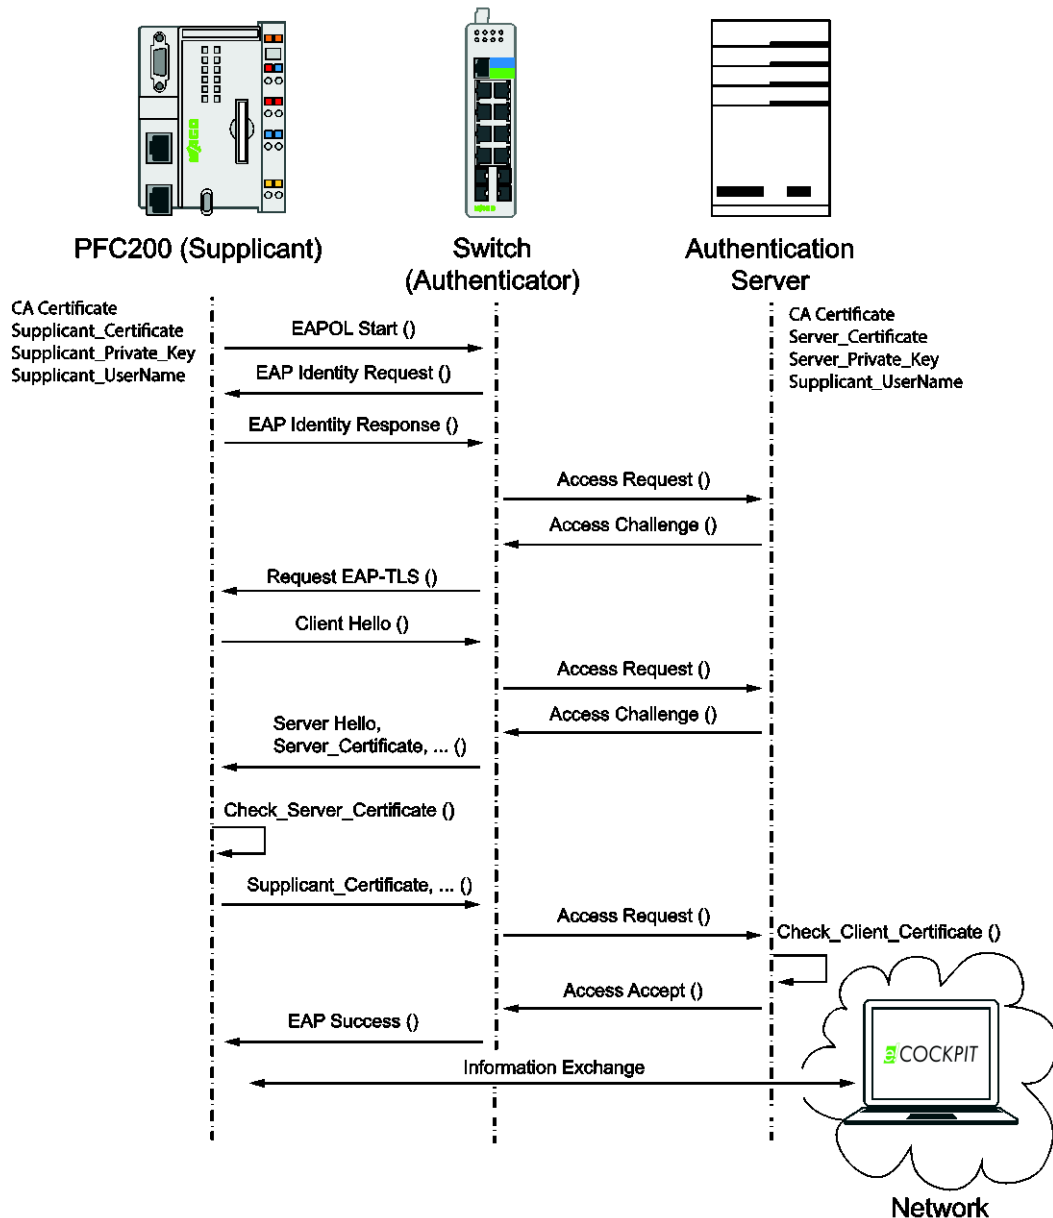 WAGO
WAGO
PFC200 (Supplicant)
Switch
(Authenticator)
Authentication
Server
CA Certificate
Supplicant_Certificate
Supplicant_Private_Key
Supplicant_UserName
CA Certificate
Server_Certificate
Server_Private_Key
Supplicant_UserName
EAPOL Start ()
EAP Identity Request ()
EAP Identity Response ()
Access Request ()
Access Challenge ()
Request EAP-TLS ()
Client Hello ()
Access Request ()
Access Challenge ()
Server Hello,
Server_Certificate, ... ()
Check_Server_Certificate ()
Supplicant_Certificate, ... ()
Access Request ()
Check_Client_Certificate ()
Access Accept ()
EAP Success ()
e!COCKPIT
Information Exchange
Network